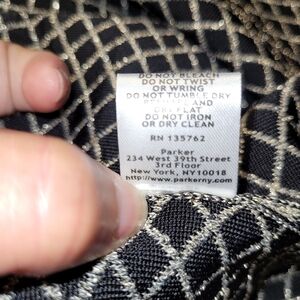 DO NOT BLEACH
DO NOT TWIST
OR WRING
DO NOT TUMBLE DRY
AND
DRY FLAT
DO NOT IRON
OR DRY CLEAN
RN 135762
Parker
234 West 39th Street
3rd Floor
New York, NY10018
http://www.parkerny.com